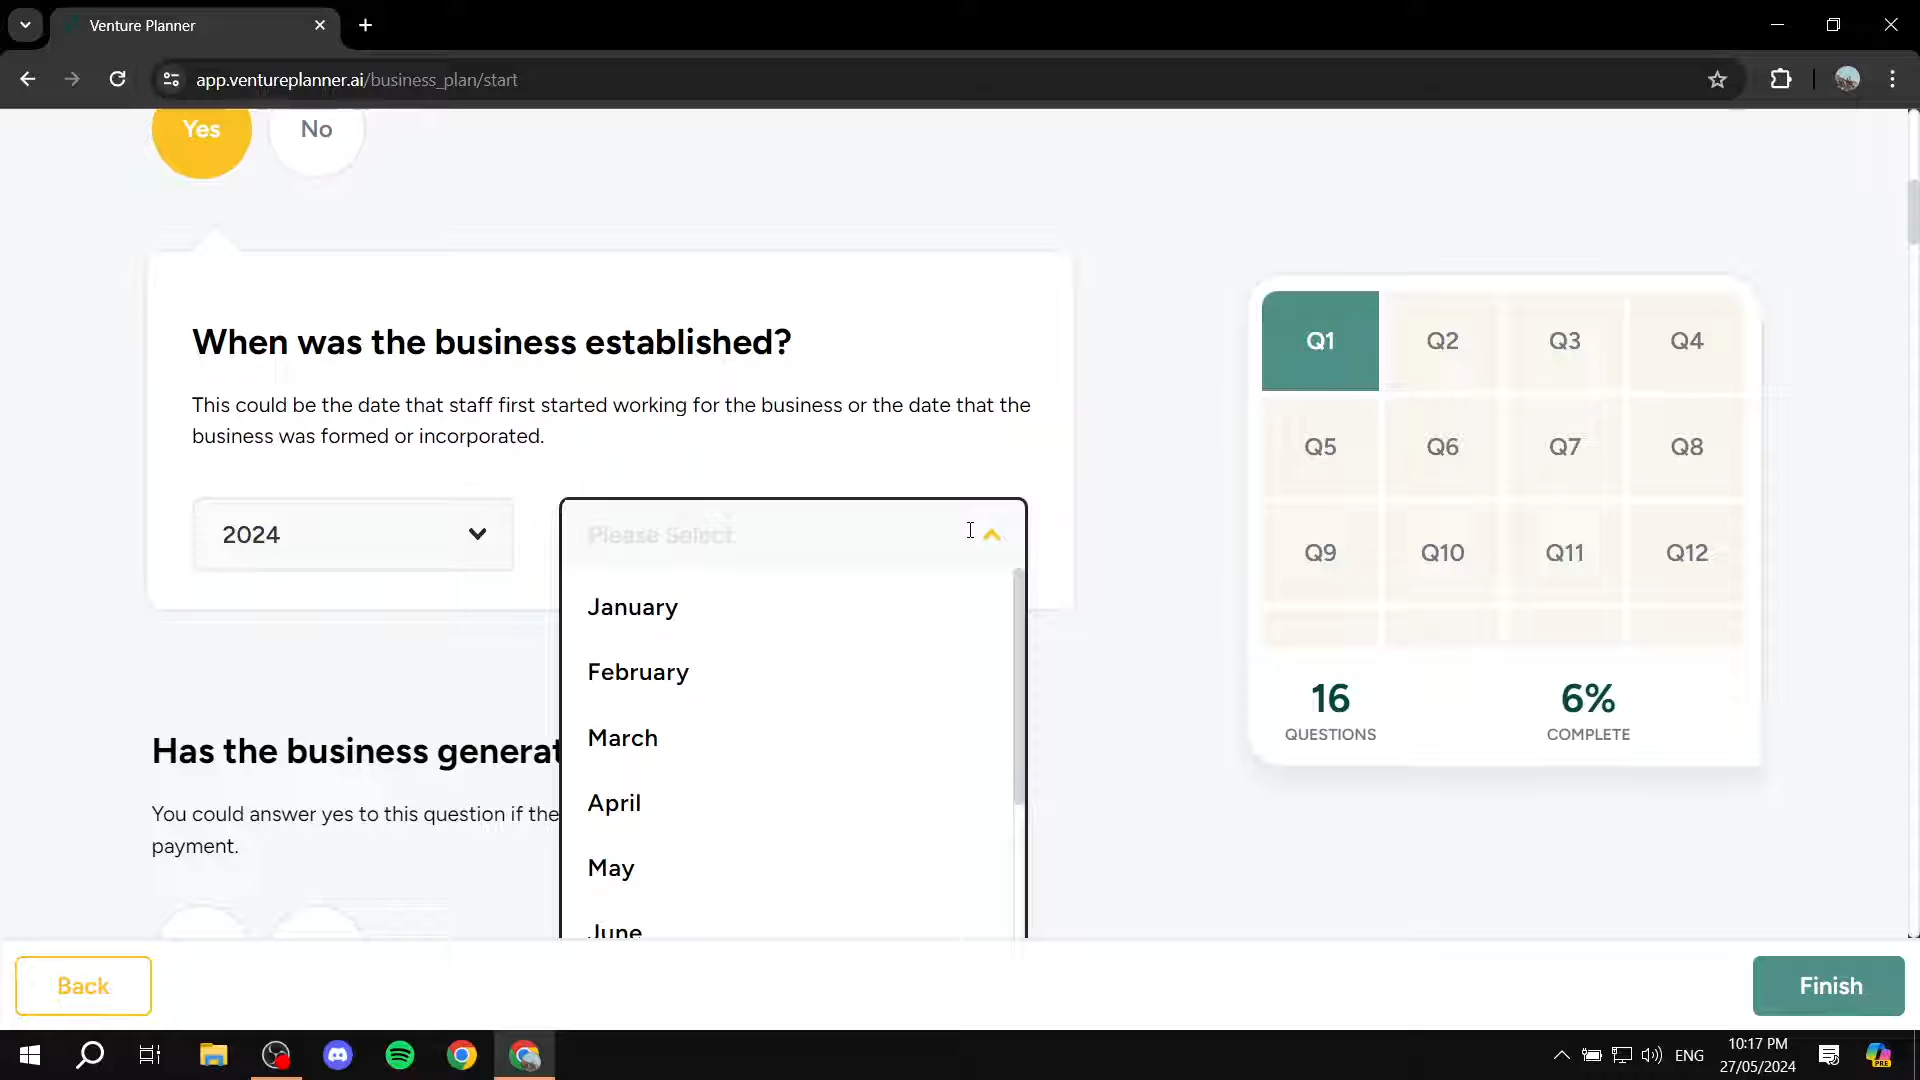 Venture Planner
app.ventureplanner.ai/business_plan/start
Yes
No
When was the business established?
This could be the date that staff first started working for the business or the date that the
business was formed or incorporated.
2024
Please Select
January
February
March
April
May
June
Has the business generat
You could answer yes to this question if the
payment.
Q1
Q2
Q3
Q4
Q5
Q6
Q7
Q8
Q9
Q10
Q11
Q12
16
QUESTIONS
6%
COMPLETE
Back
Finish
ENG
10:17 PM
27/05/2024
PRE